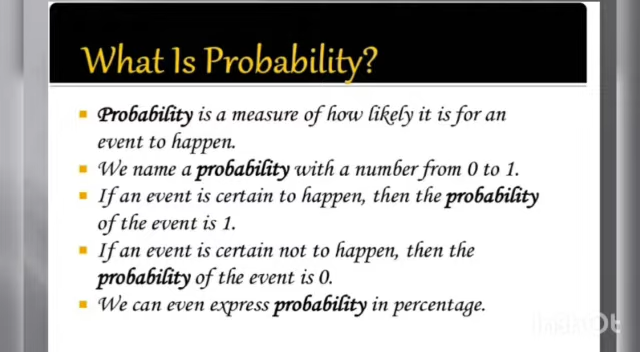 What Is Probability?
Probability is a measure of how likely it is for an
event to happen.
We name a probability with a number from 0 to 1.
If an event is certain to happen, then the probability
of the event is 1.
If an event is certain not to happen, then the
probability of the event is 0.
We can even express probability in percentage.